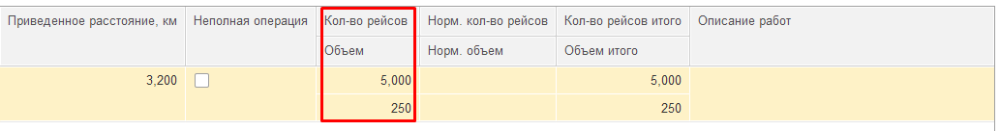 Приведенное расстояние, км Неполная операция Кол-во рейсов Норм. кол-во рейсов Кол-во рейсов итого Описание работ
Объем Норм. объем Объем итого
3,200 5,000 5,000
250 250